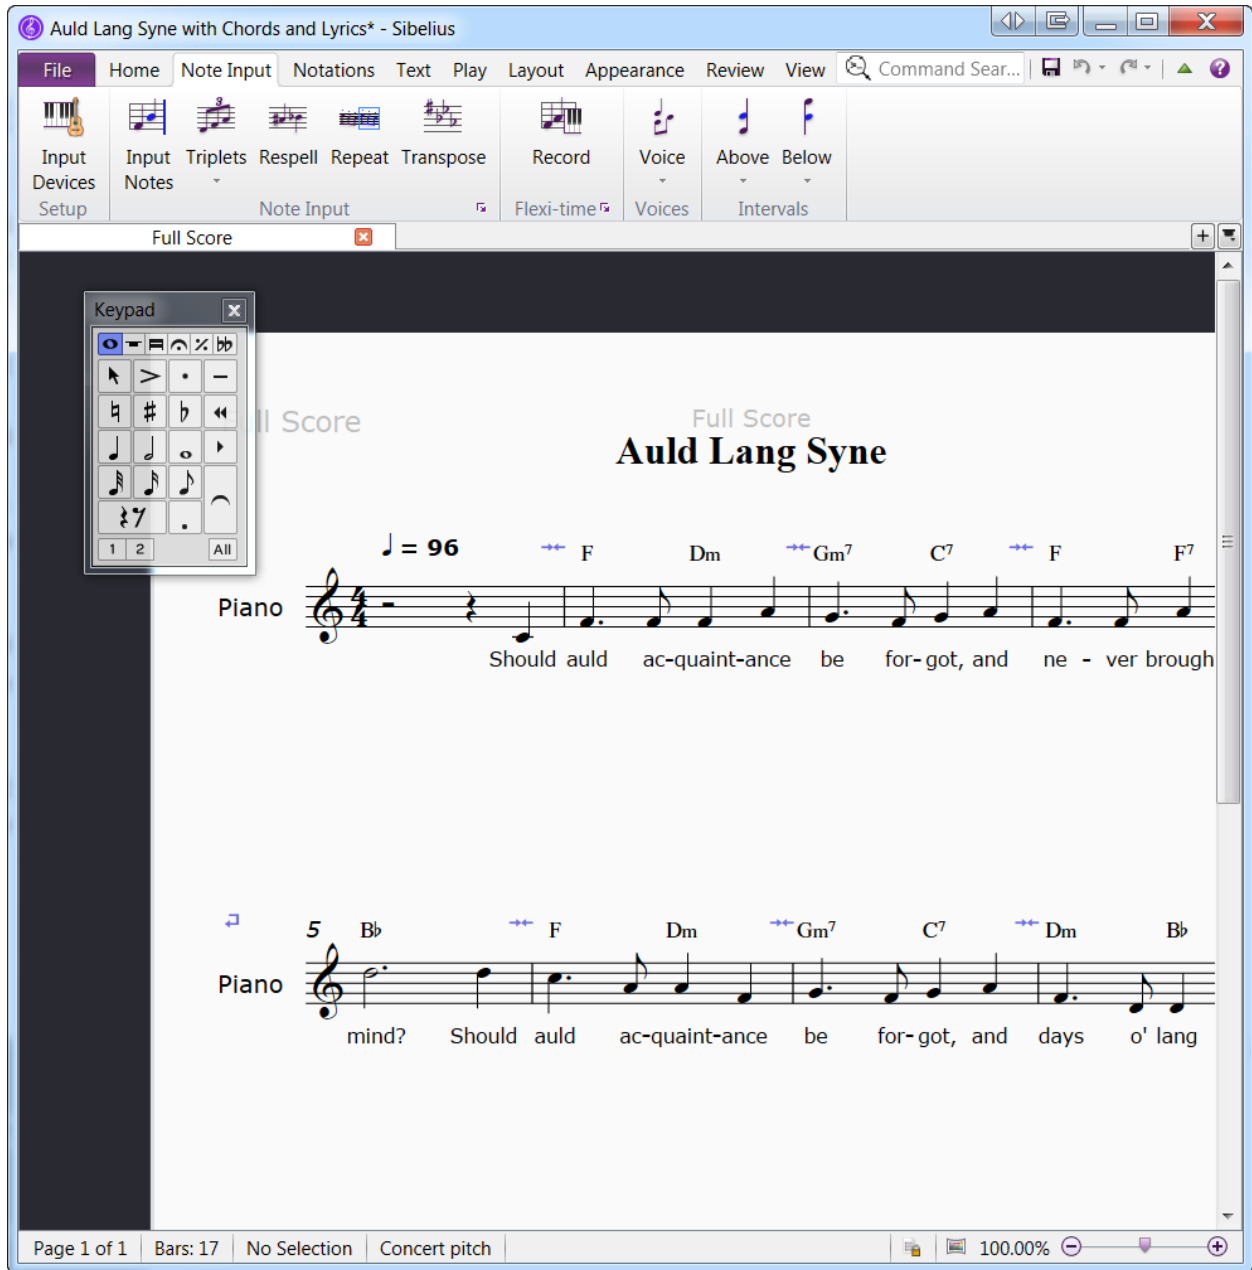 Auld Lang Syne with Chords and Lyrics* - Sibelius
File Home Note Input Notations Text Play Layout Appearance Review View Command Sear...
Input Devices
Input Notes
Triplets
Respell
Repeat
Transpose
Record
Voice
Above
Below
Setup
Note Input
Flexi-time
Voices
Intervals
Full Score
Keypad
1 2 All
Full Score
Auld Lang Syne
= 96
F Dm Gm7 C7 F F7
Piano
Should auld ac-quaint-ance be for-got, and ne - ver brough
5 B♭ F Dm Gm7 C7 Dm B♭
Piano
mind? Should auld ac-quaint-ance be for-got, and days o' lang
Page 1 of 1 Bars: 17 No Selection Concert pitch 100.00%